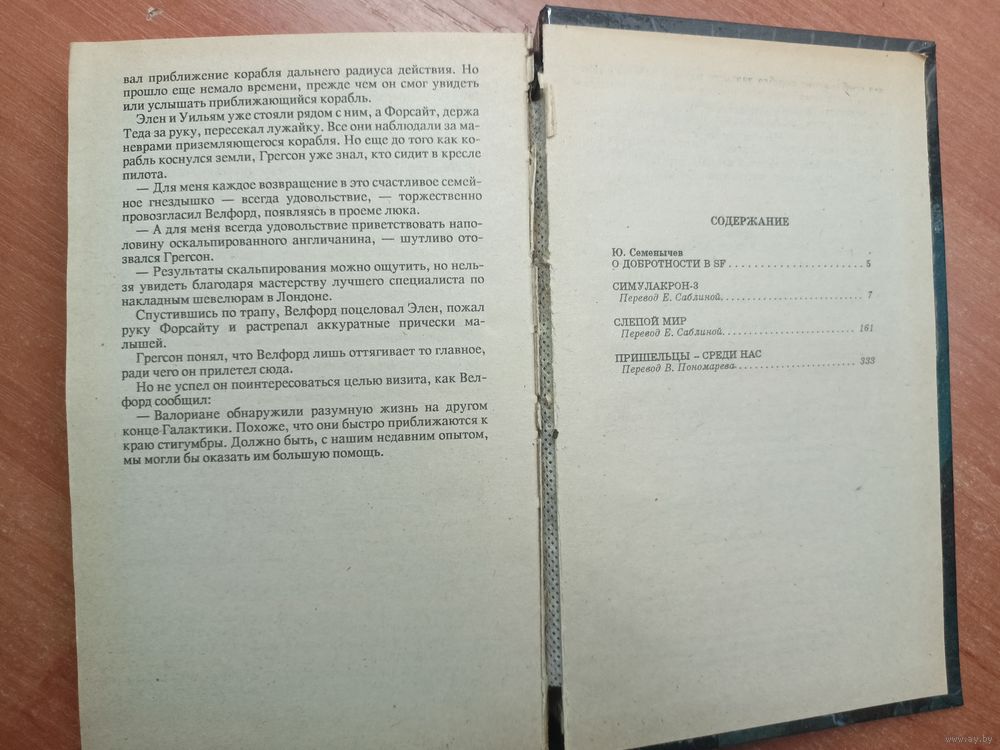 вал приближение корабля дальнего радиуса действия. Но
прошло еще немало времени, прежде чем он смог увидеть
или услышать приближающийся корабль.
Элен и Уильям уже стояли рядом с ним, а Форсайт, держа
Теда за руку, пересекал лужайку. Все они наблюдали за ма-
неврами приземляющегося корабля. Но еще до того как ко-
рабль коснулся земли, Грегсон уже знал, кто сидит в кресле
пилота.
— Для меня каждое возвращение в это счастливое семей-
ное гнездышко — всегда удовольствие, — торжественно
провозгласил Велфорд, появляясь в проеме люка.
— А для меня всегда удовольствие приветствовать напо-
ловину оскальпированного англичанина, — шутливо ото-
звался Грегсон.
— Результаты скальпирования можно ощутить, но нель-
зя увидеть благодаря мастерству лучшего специалиста по
накладным шевелюрам в Лондоне.
Спустившись по трапу, Велфорд поцеловал Элен, пожал
руку Форсайту и растрепал аккуратные прически ма-
лышей.
Грегсон понял, что Велфорд лишь оттягивает то главное,
ради чего он прилетел сюда.
Но не успел он поинтересоваться целью визита, как Вел-
форд сообщил:
— Валориане обнаружили разумную жизнь на другом
конце Галактики. Похоже, что они быстро приближаются к
краю стигумбры. Должно быть, с нашим недавним опытом,
мы могли бы оказать им большую помощь.
СОДЕРЖАНИЕ
Ю. Семенычев
О ДОБРОТНОСТИ В SF . . . . . . . . . . . . . . . . . . 5
СИМУЛАКРОН-3
Перевод Е. Саблиной. . . . . . . . . . . . . . . . . . . 7
СЛЕПОЙ МИР
Перевод Е. Саблиной. . . . . . . . . . . . . . . . . . . 161
ПРИШЕЛЬЦЫ – СРЕДИ НАС
Перевод В. Пономарева. . . . . . . . . . . . . . . . . . 333
www.ay.by